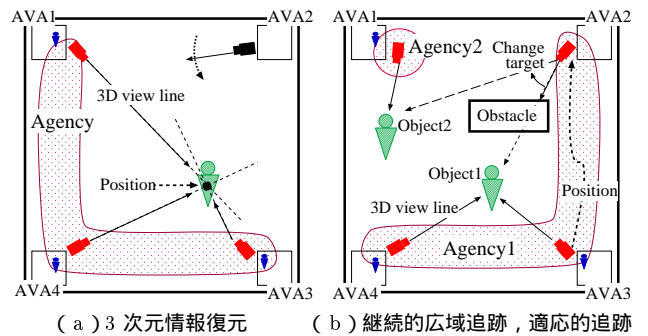 AVA1
AVA2
3D view line
Agency
Position
AVA4
AVA3
(a)3 次元情報復元
AVA1
AVA2
Agency2
Change
target
Obstacle
Object2
Object1
Position
3D view line
Agency1
AVA4
AVA3
(b)継続的広域追跡,適応的追跡